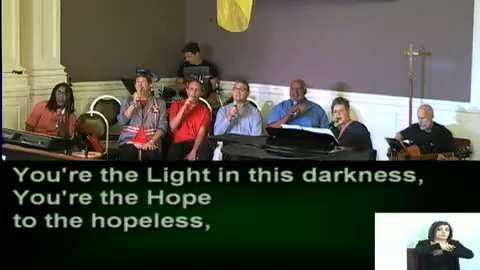 You're the Light in this darkness,
You're the Hope
to the hopeless,